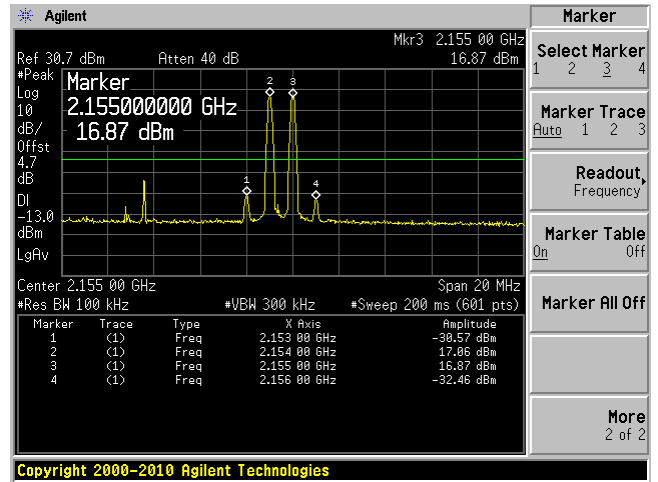 Agilent
Marker
Mkr3 2.155 00 GHz
Ref 30.7 dBm Atten 40 dB 16.87 dBm
#Peak
Log
10
dB/
Offst
4.7
dB
DI
-13.0
dBm
LgAv
Marker
2.155000000 GHz
16.87 dBm
1
2
3
4
Center 2.155 00 GHz Span 20 MHz
#Res BW 100 kHz #VBW 300 kHz #Sweep 200 ms (601 pts)
Marker Trace Type X Axis Amplitude
1 (1) Freq 2.153 00 GHz -30.57 dBm
2 (1) Freq 2.154 00 GHz 17.06 dBm
3 (1) Freq 2.155 00 GHz 16.87 dBm
4 (1) Freq 2.156 00 GHz -32.46 dBm
Select Marker
1 2 3 4
Marker Trace
Auto 1 2 3
Readout
Frequency
Marker Table
On Off
Marker All Off
More
2 of 2
Copyright 2000-2010 Agilent Technologies